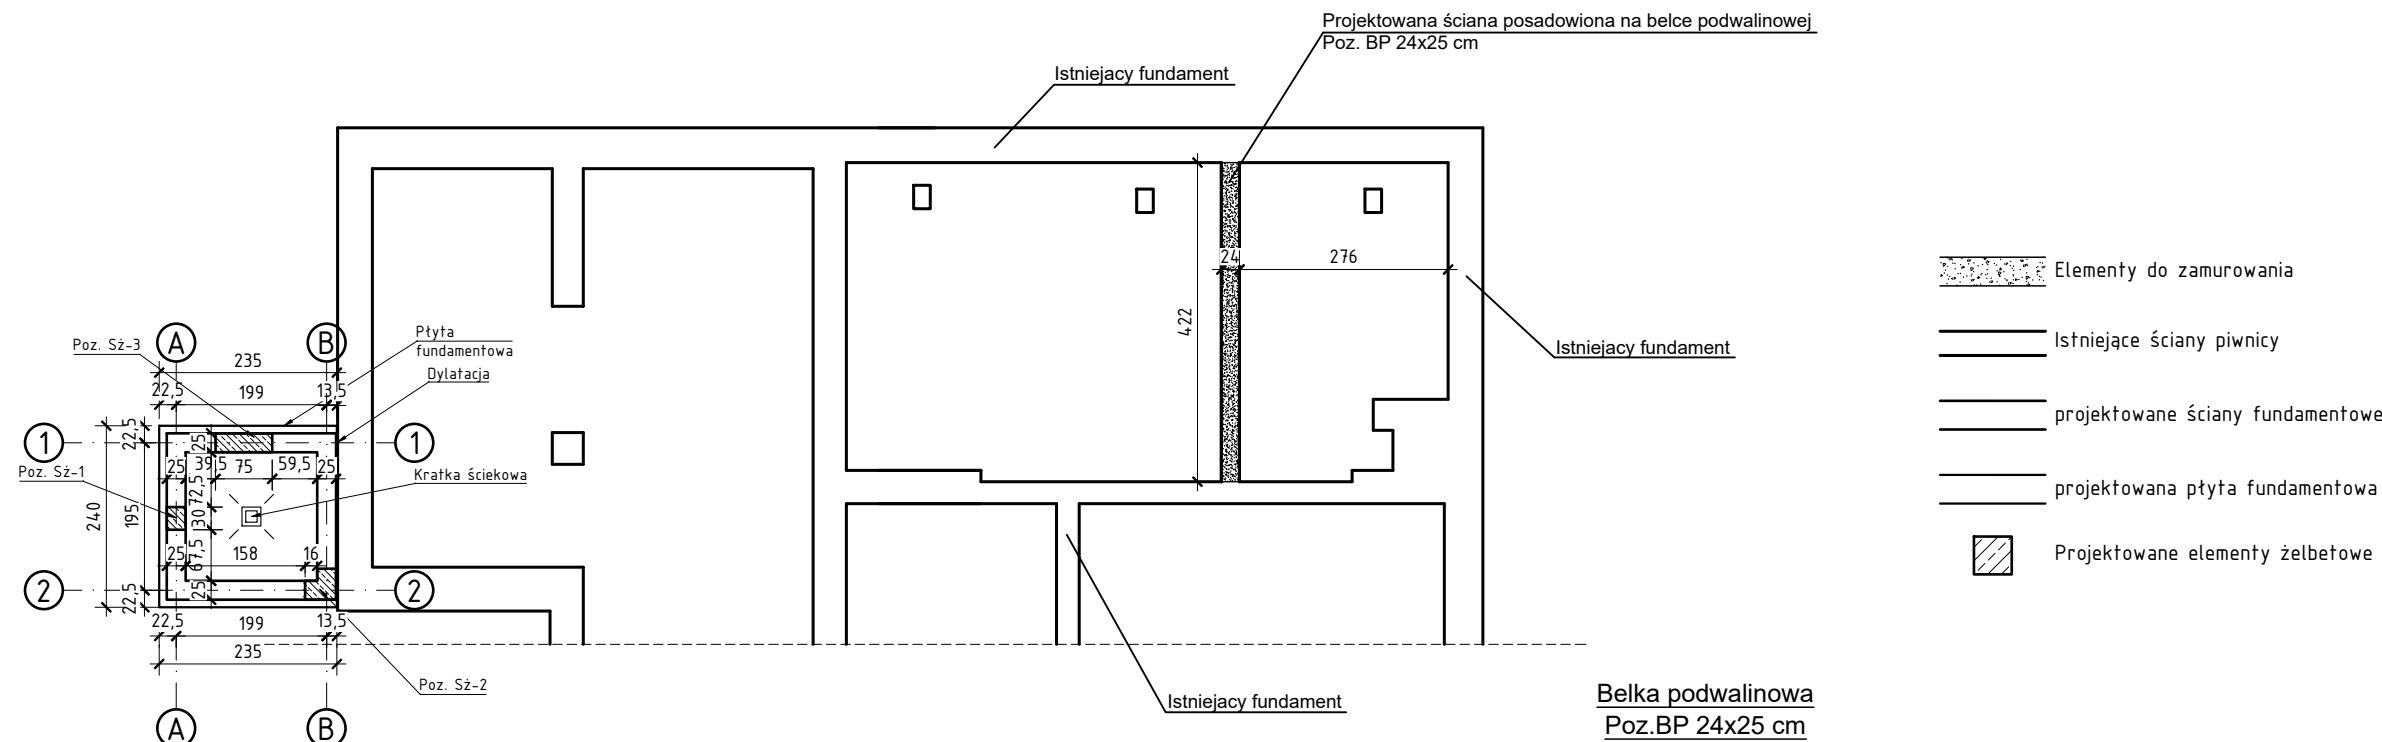 Projektowana ściana posadowiona na belce podwalinowej
Poz. BP 24x25 cm
Istniejacy fundament
24
276
422
Istniejacy fundament
Elementy do zamurowania
Istniejące ściany piwnicy
projektowane ściany fundamentowe
projektowana płyta fundamentowa
Projektowane elementy żelbetowe
Poz. Sż-3
A
B
Płyta
fundamentowa
Dylatacja
235
22,5
199
13,5
1
1
22,5
25
Poz. Sż-1
25
39,5
75
59,5
25
Kratka ściekowa
72,5
240
195
30
25
67,5
158
16
2
2
22,5
25
22,5
199
13,5
235
Poz. Sż-2
A
B
Istniejacy fundament
Belka podwalinowa
Poz.BP 24x25 cm